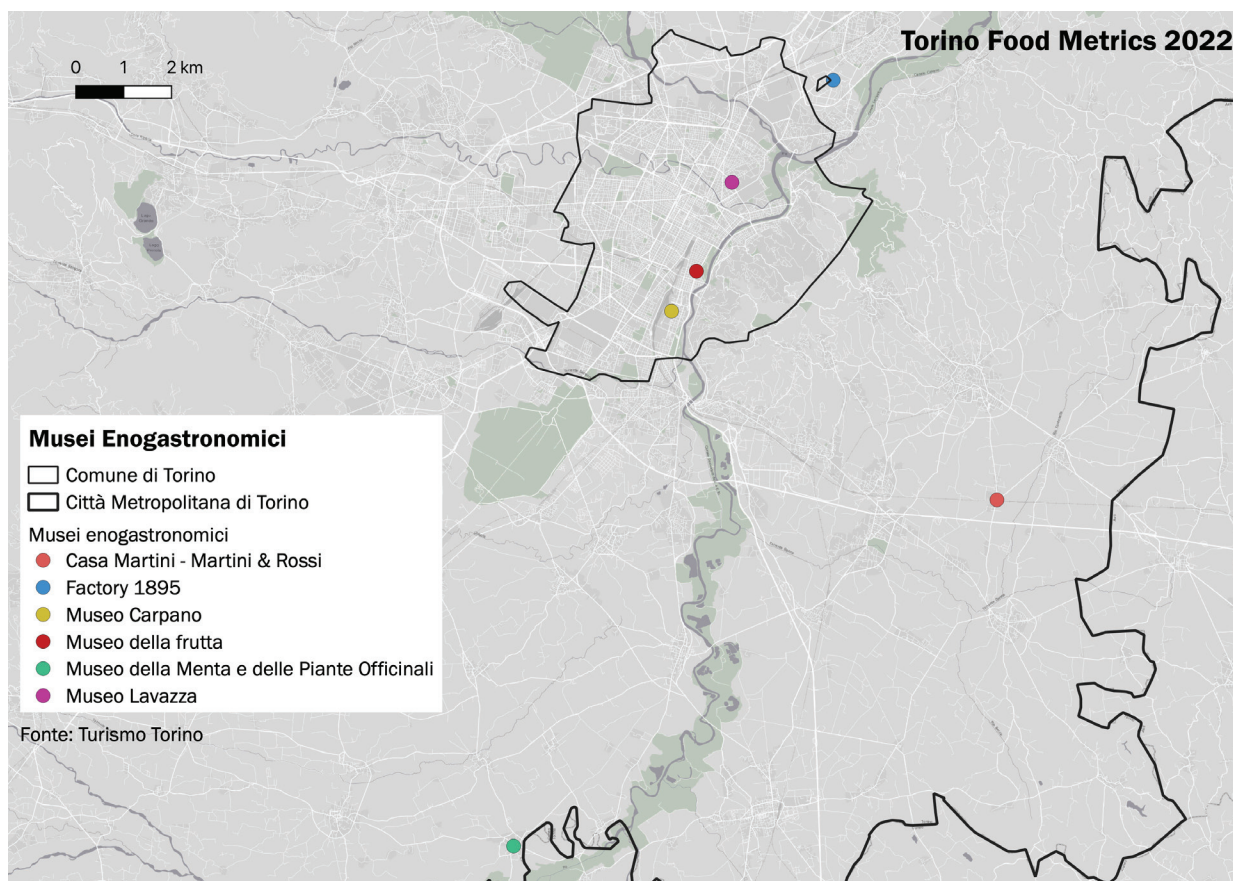 Torino Food Metrics 2022
0 1 2 km
Musei Enogastronomici
Comune di Torino
Città Metropolitana di Torino
Musei enogastronomici
Casa Martini - Martini & Rossi
Factory 1895
Museo Carpano
Museo della frutta
Museo della Menta e delle Piante Officinali
Museo Lavazza
Fonte: Turismo Torino